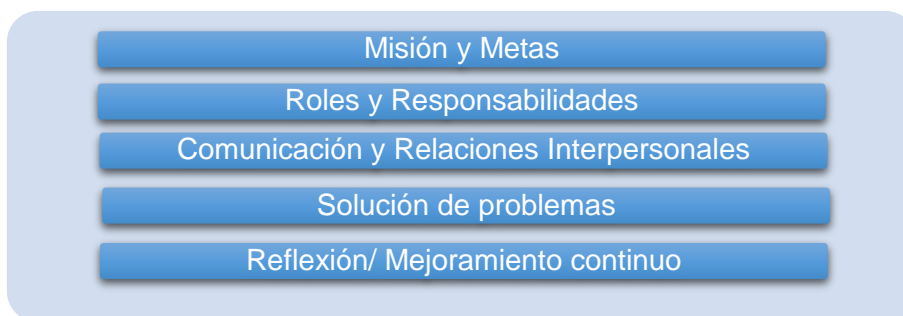 Misión y Metas
Roles y Responsabilidades
Comunicación y Relaciones Interpersonales
Solución de problemas
Reflexión/ Mejoramiento continuo